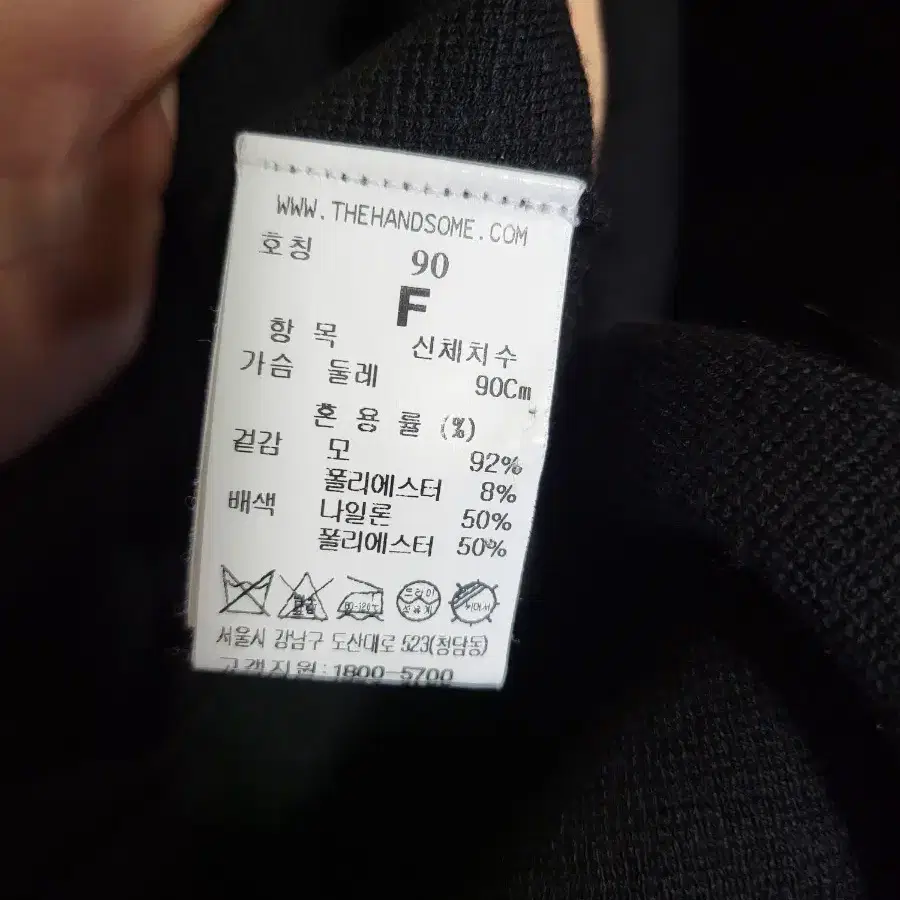 WWW.THEHANDSOME.COM
호칭 90
F
항 목 신체치수
가슴 둘레 90Cm
혼 용 률 (%)
겉감 모 92%
폴리에스터 8%
배색 나일론 50%
폴리에스터 50%
서울시 강남구 도산대로 523(청담동)
고객지원:1800-5700